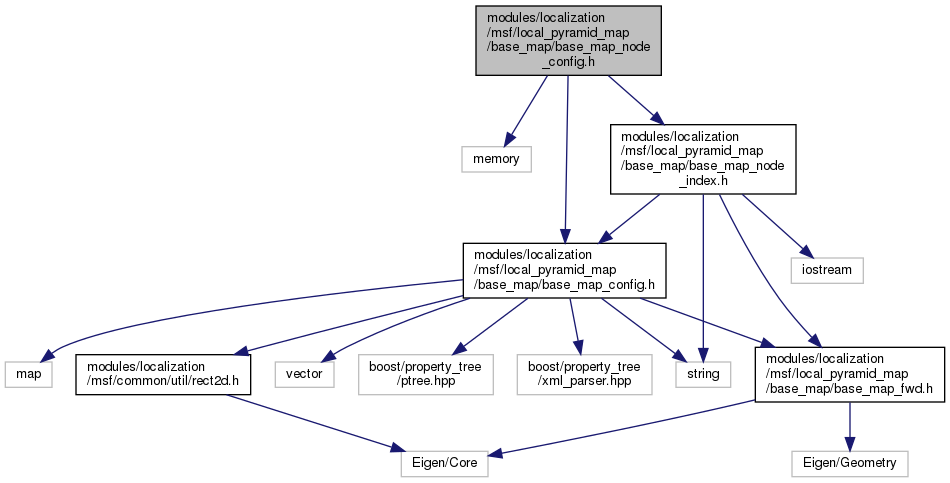 modules/localization
/msf/local_pyramid_map
/base_map/base_map_node
_config.h
modules/localization
/msf/local_pyramid_map
/base_map/base_map_node
_index.h
memory
modules/localization
/msf/local_pyramid_map
/base_map/base_map_config.h
iostream
map
modules/localization
/msf/common/util/rect2d.h
vector
boost/property_tree
/ptree.hpp
boost/property_tree
/xml_parser.hpp
string
modules/localization
/msf/local_pyramid_map
/base_map/base_map_fwd.h
Eigen/Core
Eigen/Geometry